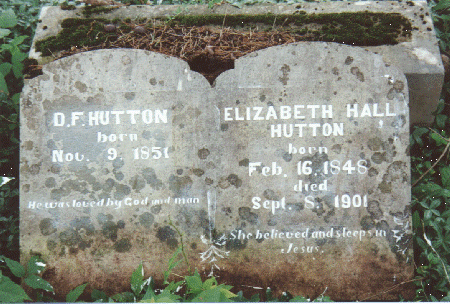 D.F. HUTTON
born
Nov. 9, 1851
He was loved by God and man
ELIZABETH HALL
HUTTON
born
Feb. 16, 1848
died
Sept. 8, 1901
She believed and sleeps in
Jesus.